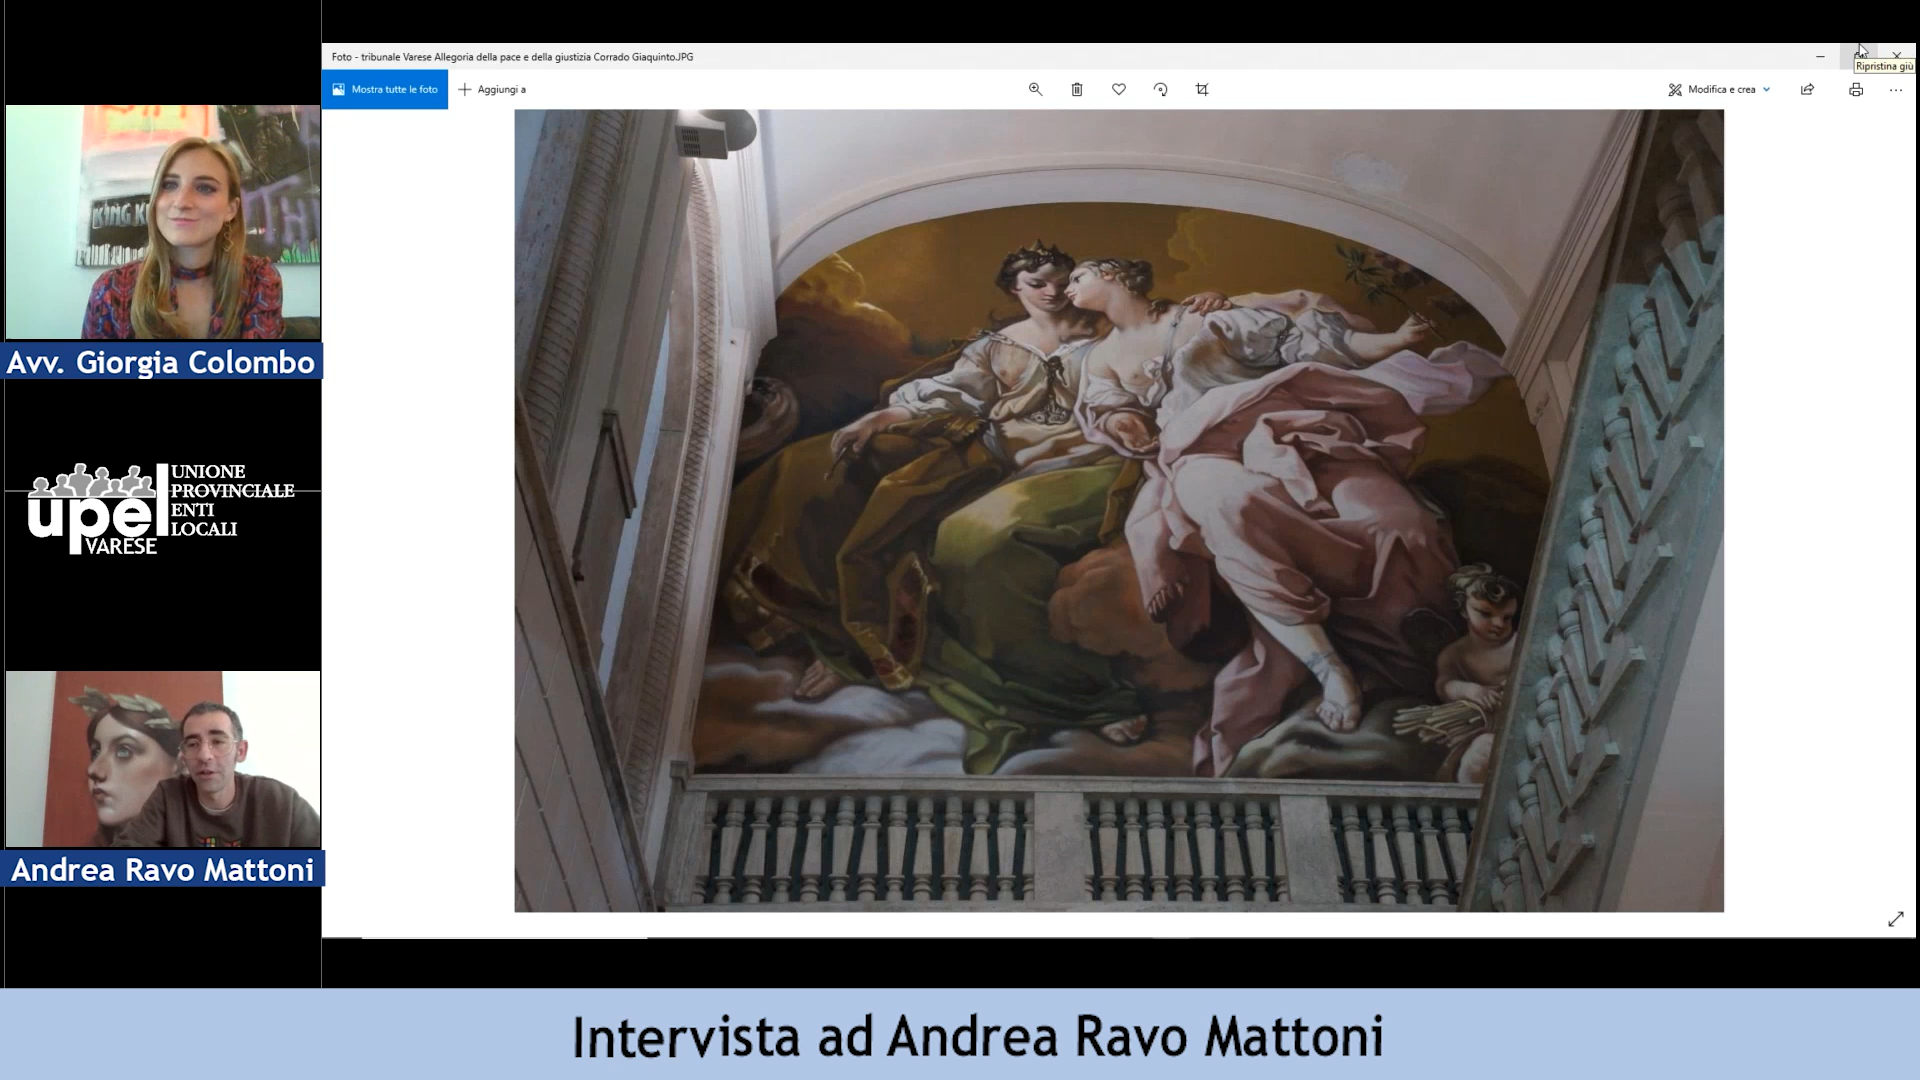 Foto - tribunale Varese Allegoria della pace e della giustizia Corrado Giaquinto.JPG
Ripristina giù
Mostra tutte le foto
Aggiungi a
Modifica e crea
KING K
Avv. Giorgia Colombo
upel
VARESE
UNIONE
PROVINCIALE
ENTI
LOCALI
Andrea Ravo Mattoni
Intervista ad Andrea Ravo Mattoni